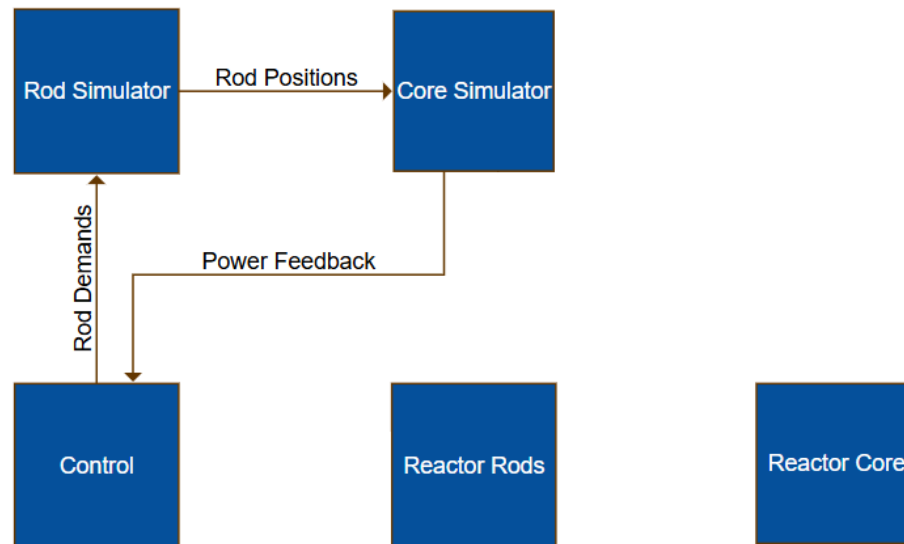 Rod Simulator
Rod Positions
Core Simulator
Rod Demands
Power Feedback
Control
Reactor Rods
Reactor Core